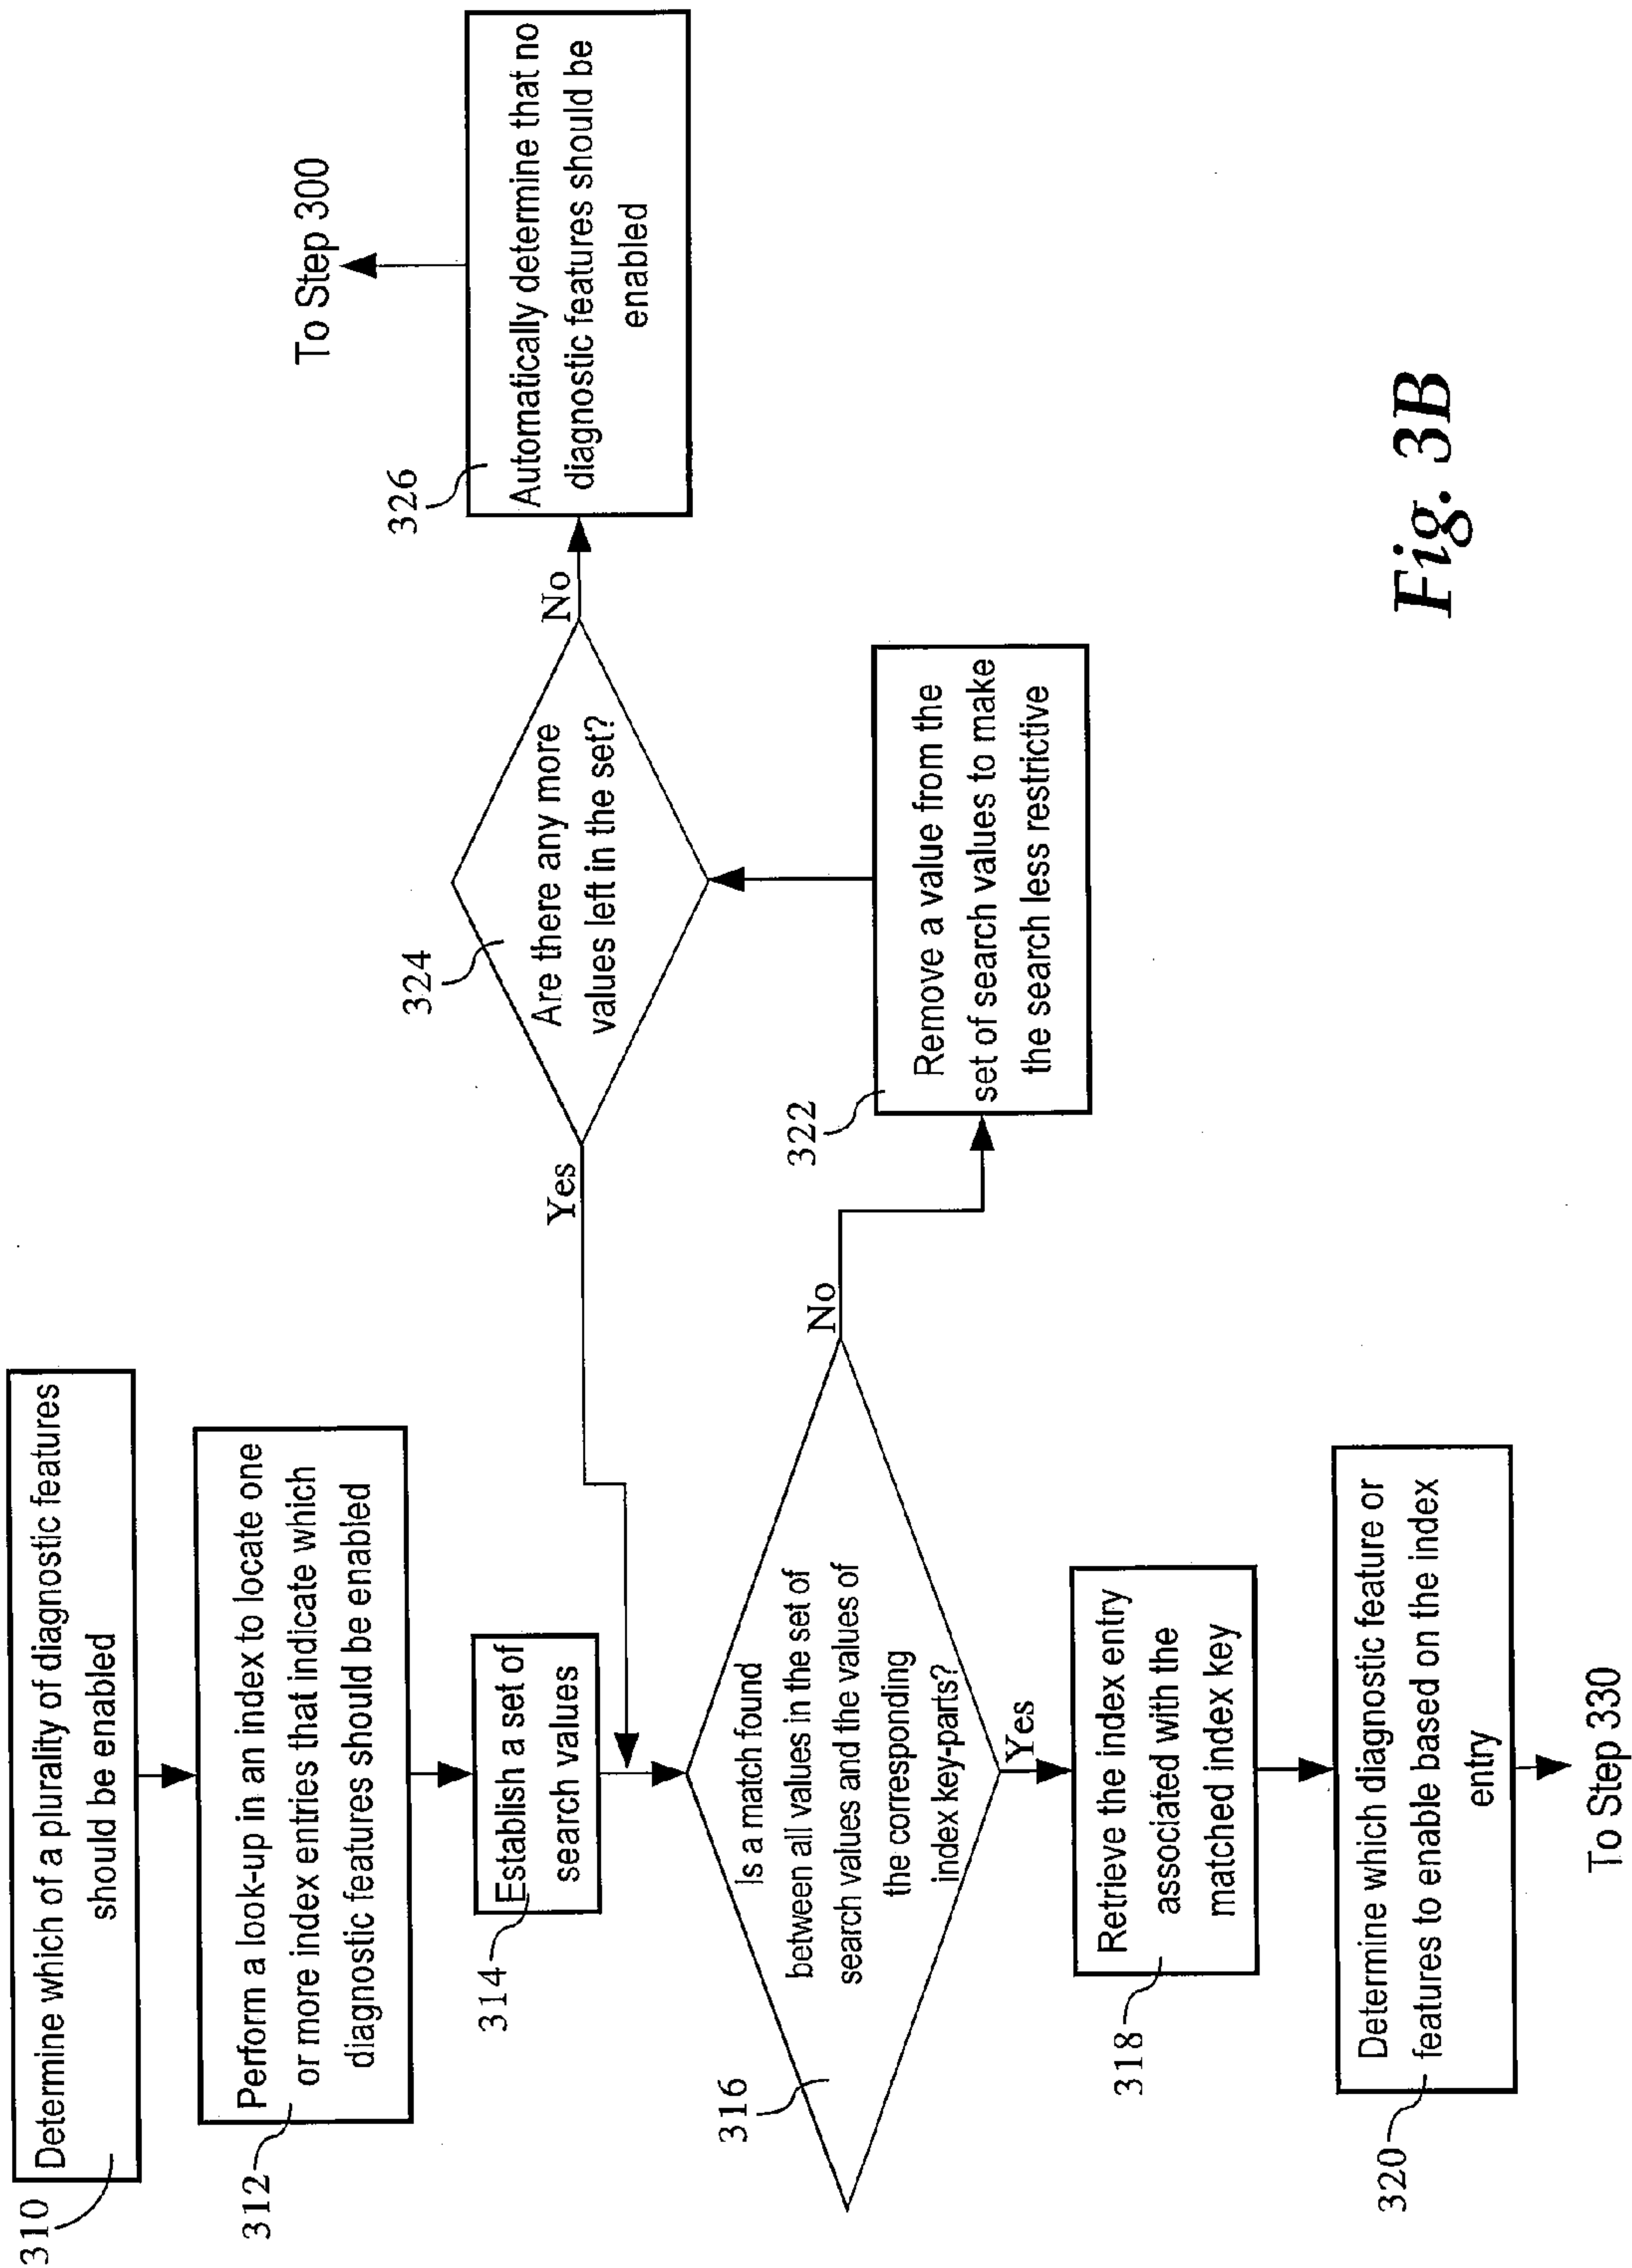 310
Determine which of a plurality of diagnostic features
should be enabled
312
Perform a look-up in an index to locate one
or more index entries that indicate which
diagnostic features should be enabled
314
Establish a set of
search values
316
Is a match found
between all values in the set of
search values and the values of
the corresponding
index key-parts?
No
Yes
318
Retrieve the index entry
associated with the
matched index key
320
Determine which diagnostic feature or
features to enable based on the index
entry
To Step 330
322
Remove a value from the
set of search values to make
the search less restrictive
324
Are there any more
values left in the set?
Yes
No
326
Automatically determine that no
diagnostic features should be
enabled
To Step 300
Fig. 3B